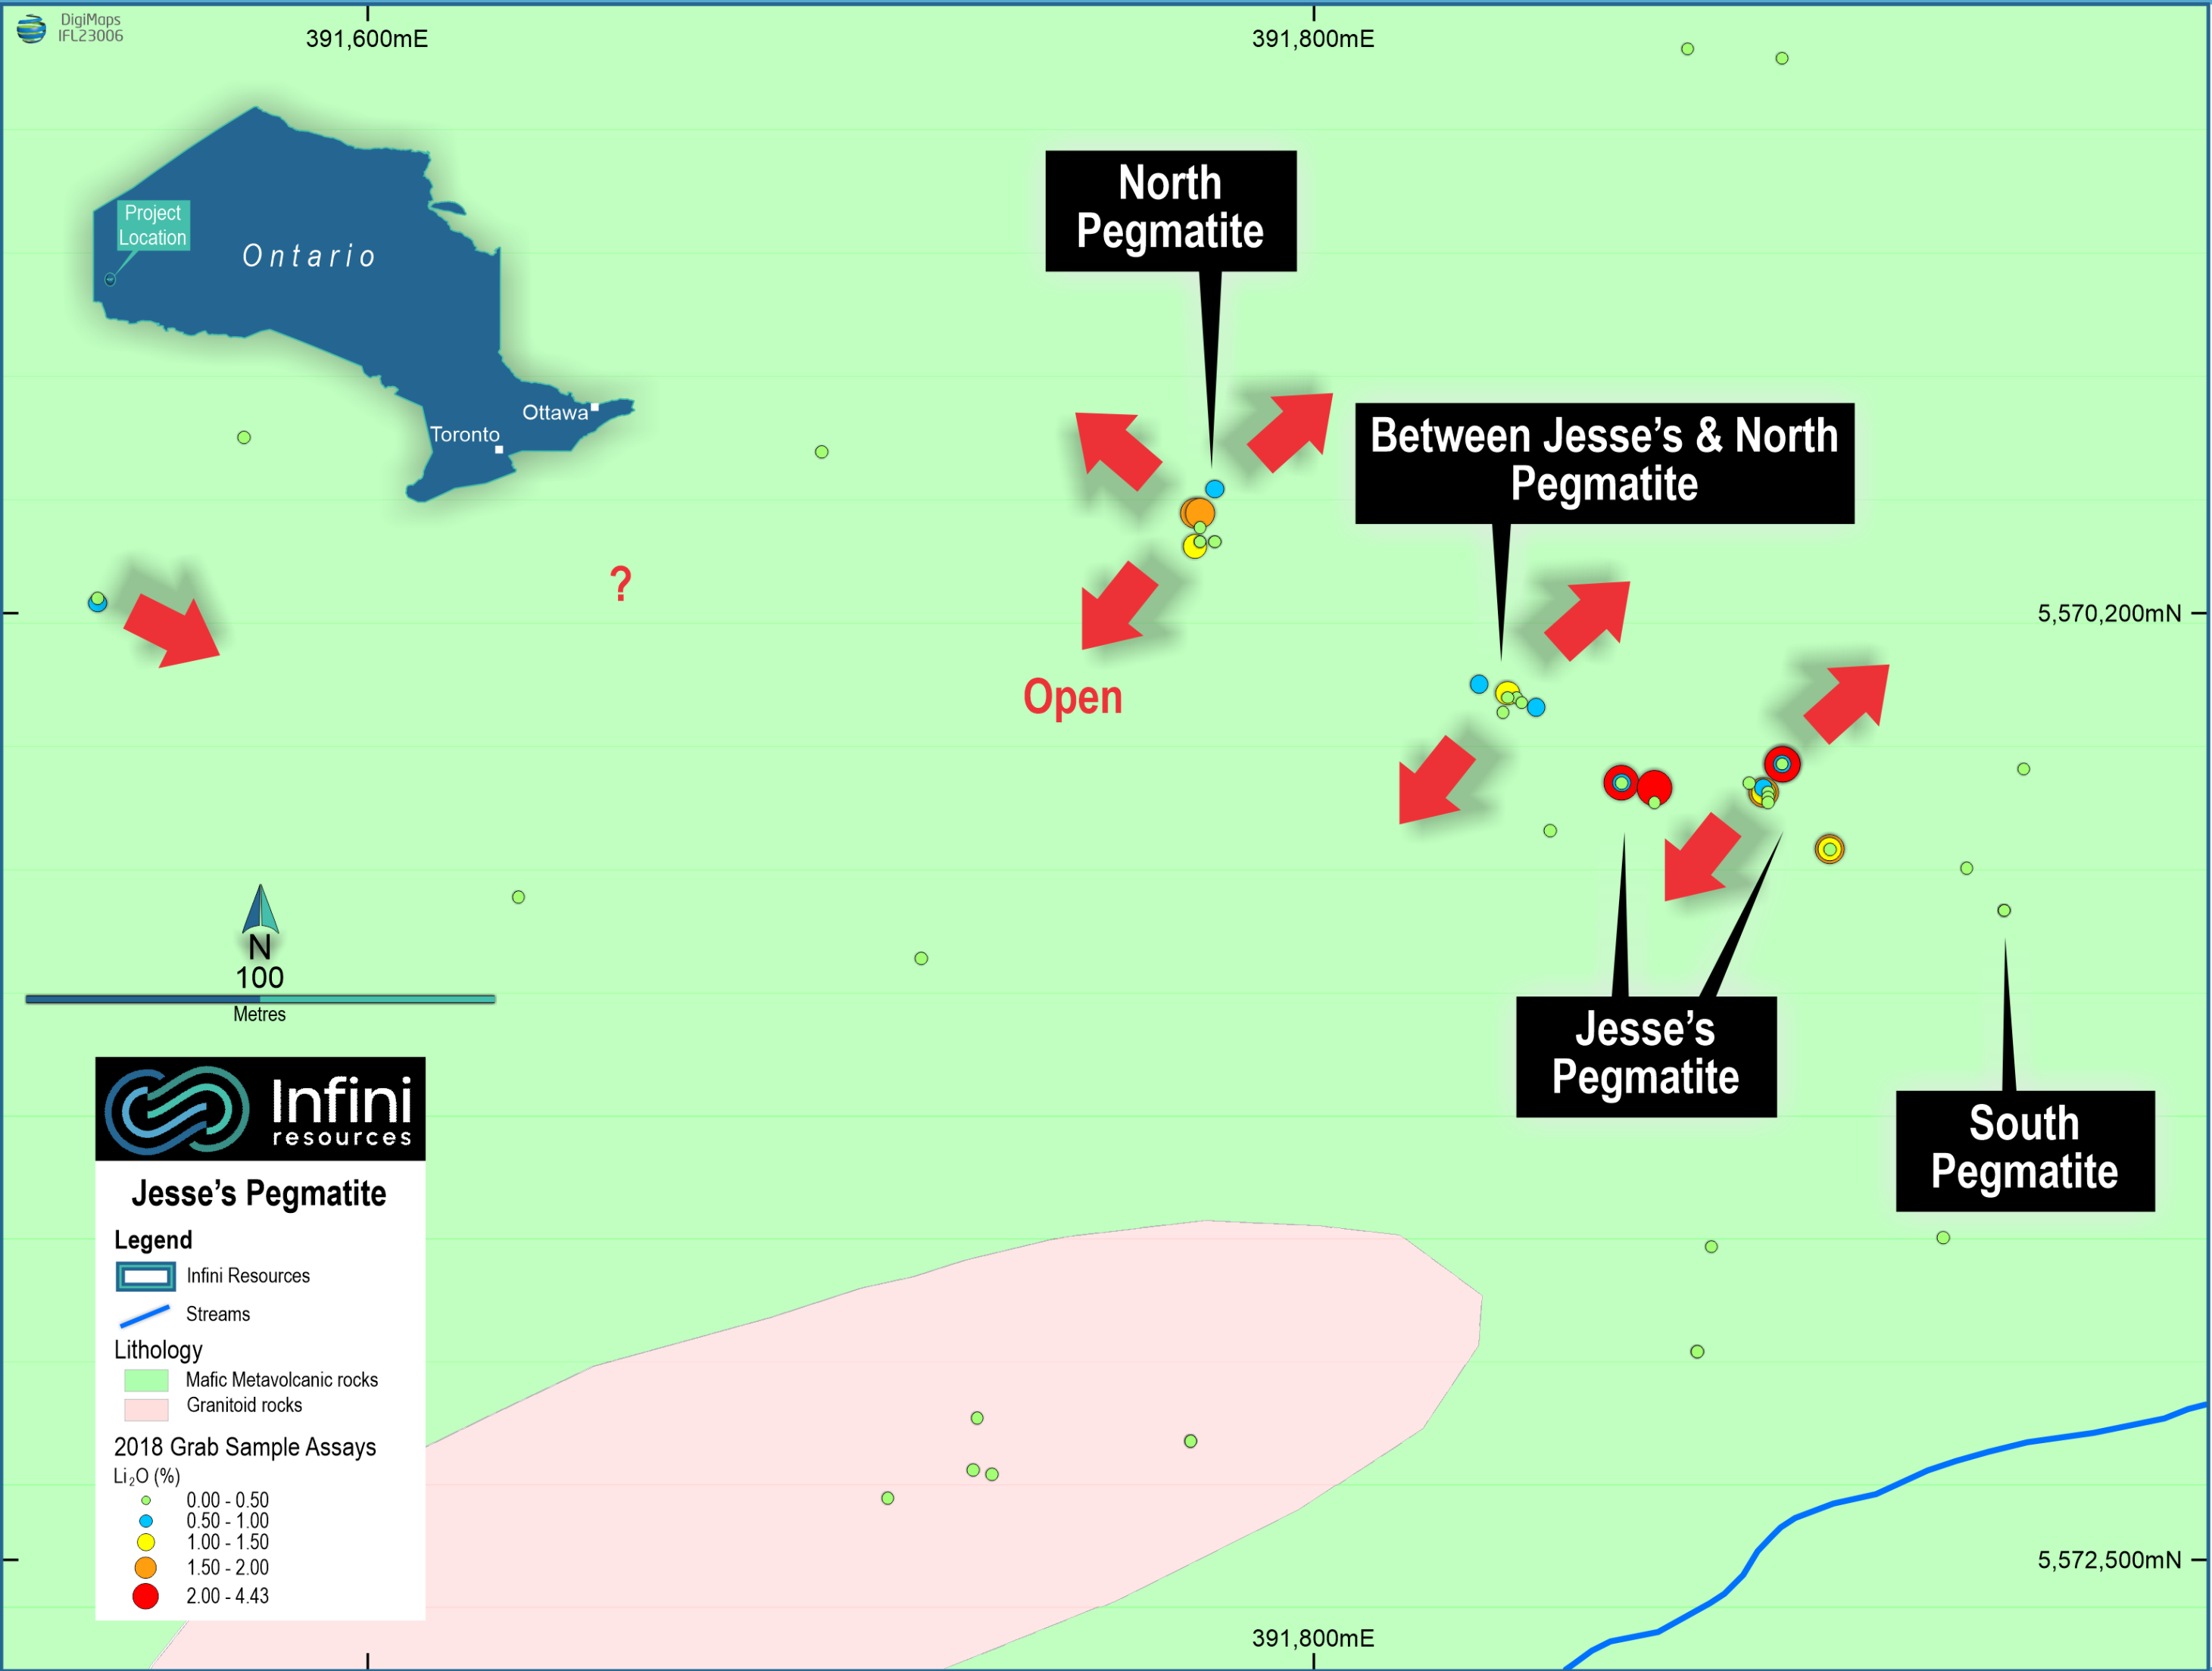 DigiMaps
IFL23006
391,600mE
391,800mE
Project
Location
Ontario
Ottawa
Toronto
North
Pegmatite
Between Jesse's & North
Pegmatite
?
5,570,200mN
Open
N
100
Metres
Jesse's
Pegmatite
South
Pegmatite
Infini
resources
Jesse's Pegmatite
Legend
Infini Resources
Streams
Lithology
Mafic Metavolcanic rocks
Granitoid rocks
2018 Grab Sample Assays
Li₂O (%)
0.00 - 0.50
0.50 - 1.00
1.00 - 1.50
1.50 - 2.00
2.00 - 4.43
5,572,500mN
391,800mE